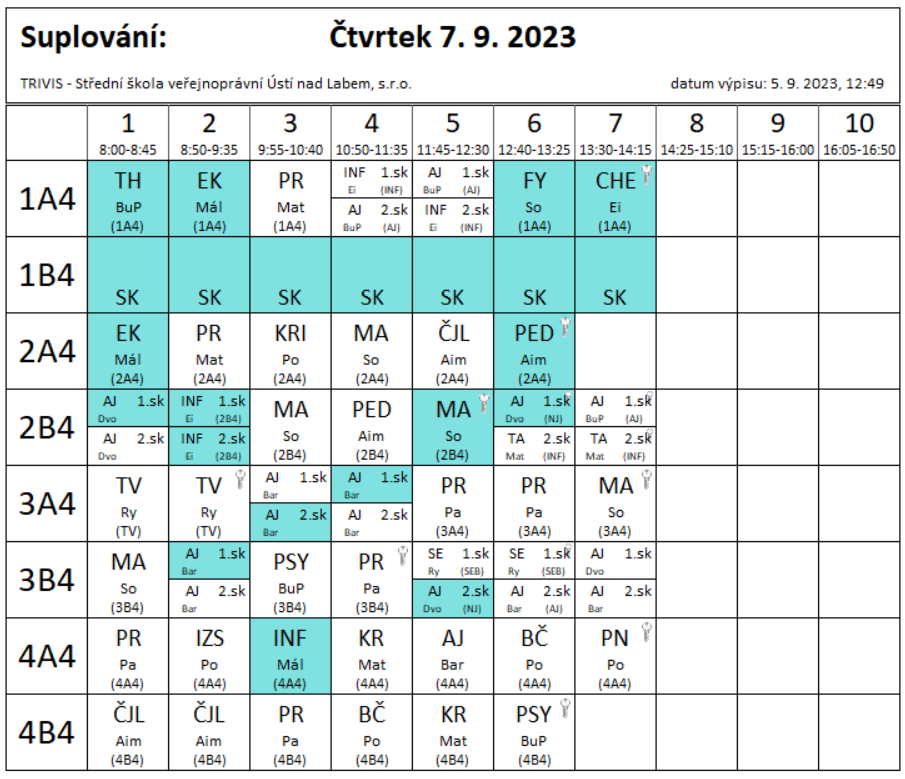 Suplování: Čtvrtek 7. 9. 2023
TRIVIS - Střední škola veřejnoprávní Ústí nad Labem, s.r.o. datum výpisu: 5. 9. 2023, 12:49
1 2 3 4 5 6 7 8 9 10
8:00-8:45 8:50-9:35 9:55-10:40 10:50-11:35 11:45-12:30 12:40-13:25 13:30-14:15 14:25-15:10 15:15-16:00 16:05-16:50
1A4
TH
BuP
(1A4)
EK
Mál
(1A4)
PR
Mat
(1A4)
INF 1.sk
Ei (INF)
AJ 2.sk
BuP (AJ)
AJ 1.sk
BuP (AJ)
INF 2.sk
Ei (INF)
FY
So
(1A4)
CHE
Ei
(1A4)
1B4
SK SK SK SK SK SK SK
2A4
EK
Mál
(2A4)
PR
Mat
(2A4)
KRI
Po
(2A4)
MA
So
(2A4)
ČJL
Aim
(2A4)
PED
Aim
(2A4)
2B4
AJ 1.sk
Dvo
AJ 2.sk
Dvo
INF 1.sk
Ei (2B4)
INF 2.sk
Ei (2B4)
MA
So
(2B4)
PED
Aim
(2B4)
MA
So
(2B4)
AJ 1.sk
Dvo (NJ)
TA 2.sk
Mat (INF)
AJ 1.sk
BuP (AJ)
TA 2.sk
Mat (INF)
3A4
TV
Ry
(TV)
TV
Ry
(TV)
AJ 1.sk
Bar
AJ 2.sk
Bar
AJ 1.sk
Bar
AJ 2.sk
Bar
PR
Pa
(3A4)
PR
Pa
(3A4)
MA
So
(3A4)
3B4
MA
So
(3B4)
AJ 1.sk
Bar
AJ 2.sk
Bar
PSY
BuP
(3B4)
PR
Pa
(3B4)
SE 1.sk
Ry (SEB)
AJ 2.sk
Dvo (NJ)
SE 1.sk
Ry (SEB)
AJ 2.sk
Bar (AJ)
AJ 1.sk
Dvo
AJ 2.sk
Bar
4A4
PR
Pa
(4A4)
IZS
Po
(4A4)
INF
Mál
(4A4)
KR
Mat
(4A4)
AJ
Bar
(4A4)
BČ
Po
(4A4)
PN
Po
(4A4)
4B4
ČJL
Aim
(4B4)
ČJL
Aim
(4B4)
PR
Pa
(4B4)
BČ
Po
(4B4)
KR
Mat
(4B4)
PSY
BuP
(4B4)